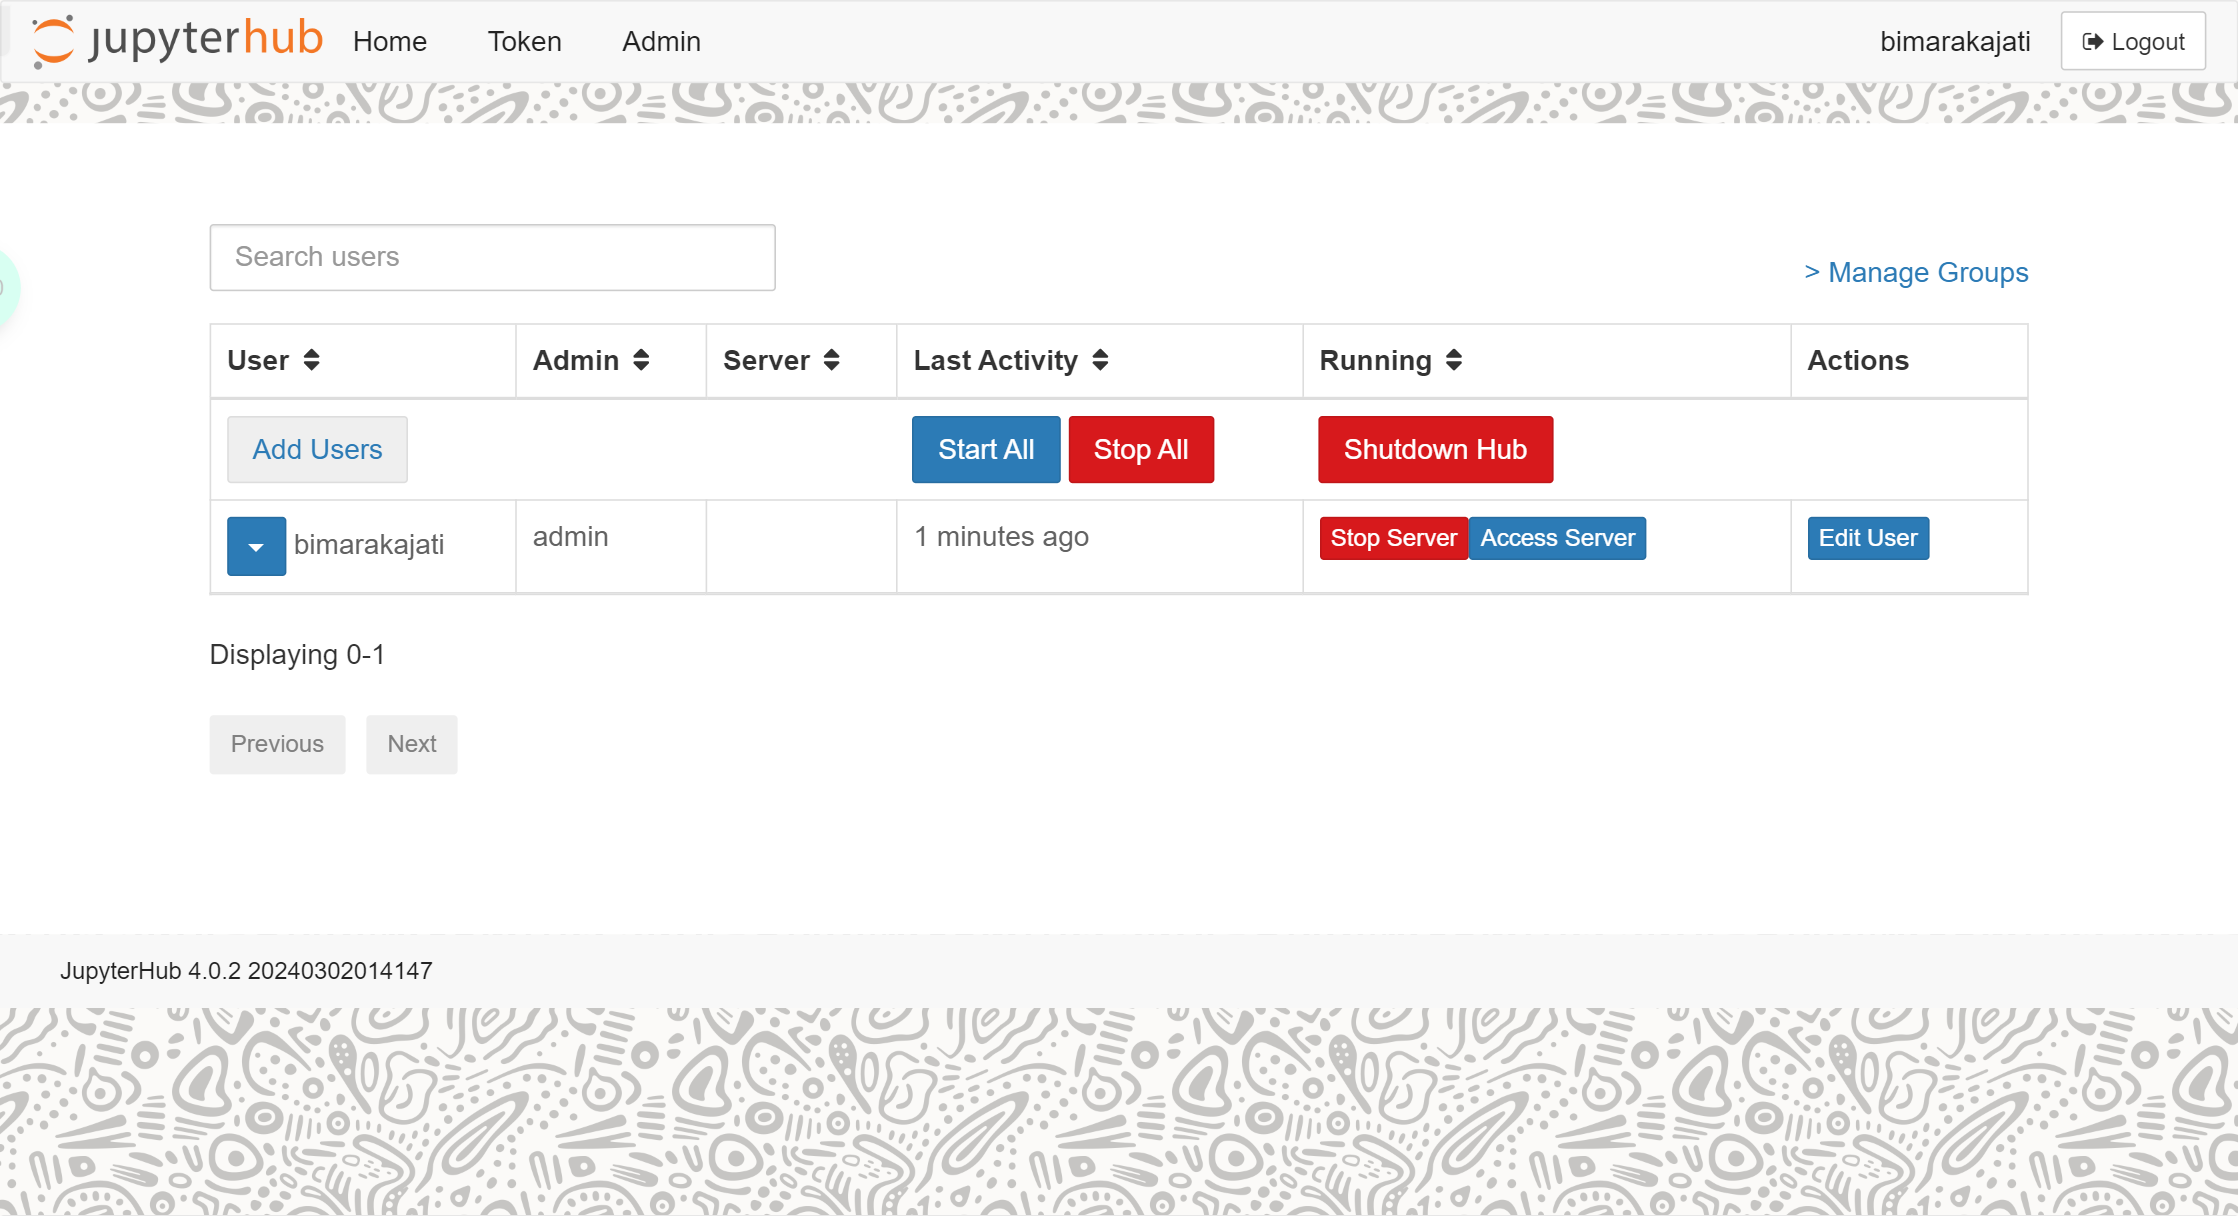 jupyterhub Home Token Admin bimarakajati Logout
Search users
> Manage Groups
User Admin Server Last Activity Running Actions
Add Users Start All Stop All Shutdown Hub
bimarakajati admin 1 minutes ago Stop Server Access Server Edit User
Displaying 0-1
Previous Next
JupyterHub 4.0.2 20240302014147